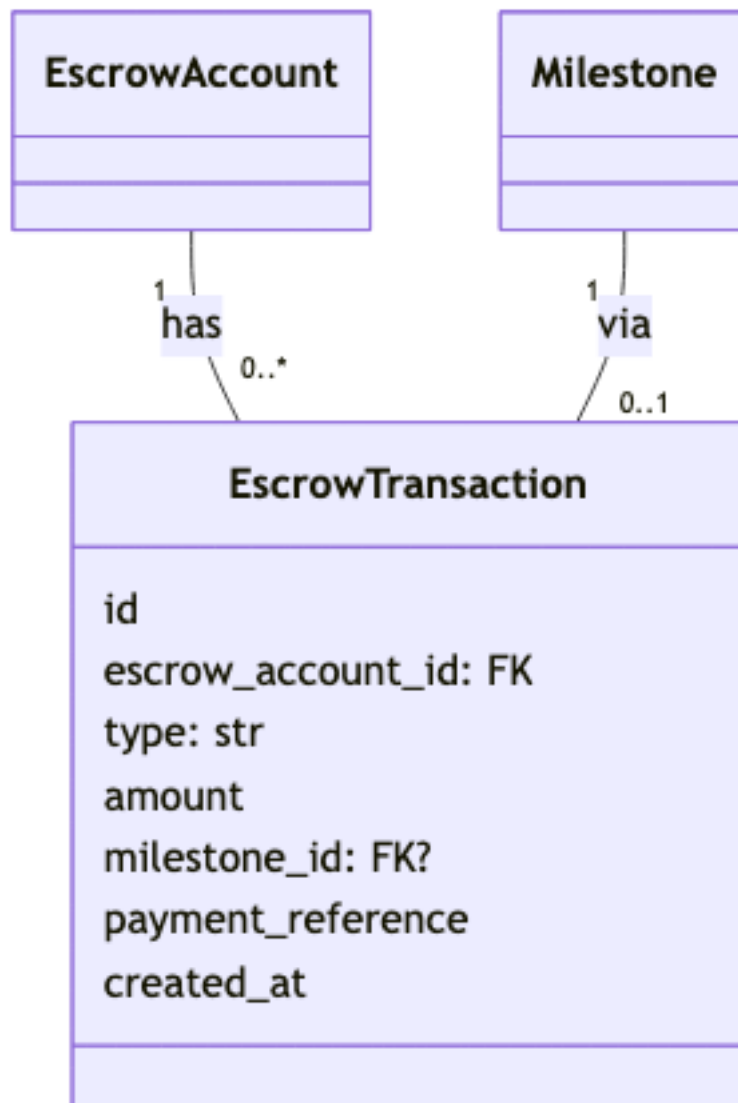 EscrowAccount
Milestone
1
has
0..*
1
via
0..1
EscrowTransaction
id
escrow_account_id: FK
type: str
amount
milestone_id: FK?
payment_reference
created_at